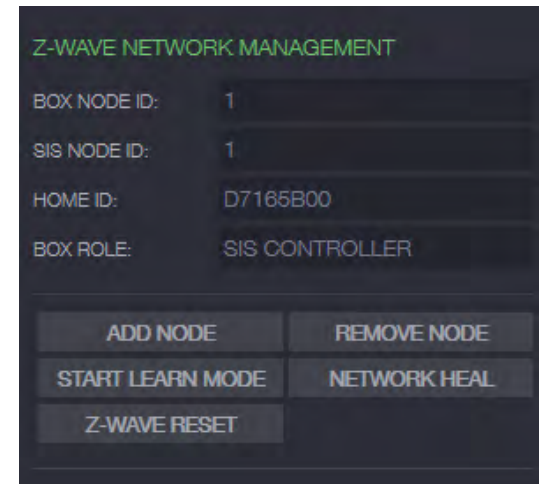 Z-WAVE NETWORK MANAGEMENT
BOX NODE ID: 1
SIS NODE ID: 1
HOME ID: D7165B00
BOX ROLE: SIS CONTROLLER
ADD NODE REMOVE NODE
START LEARN MODE NETWORK HEAL
Z-WAVE RESET